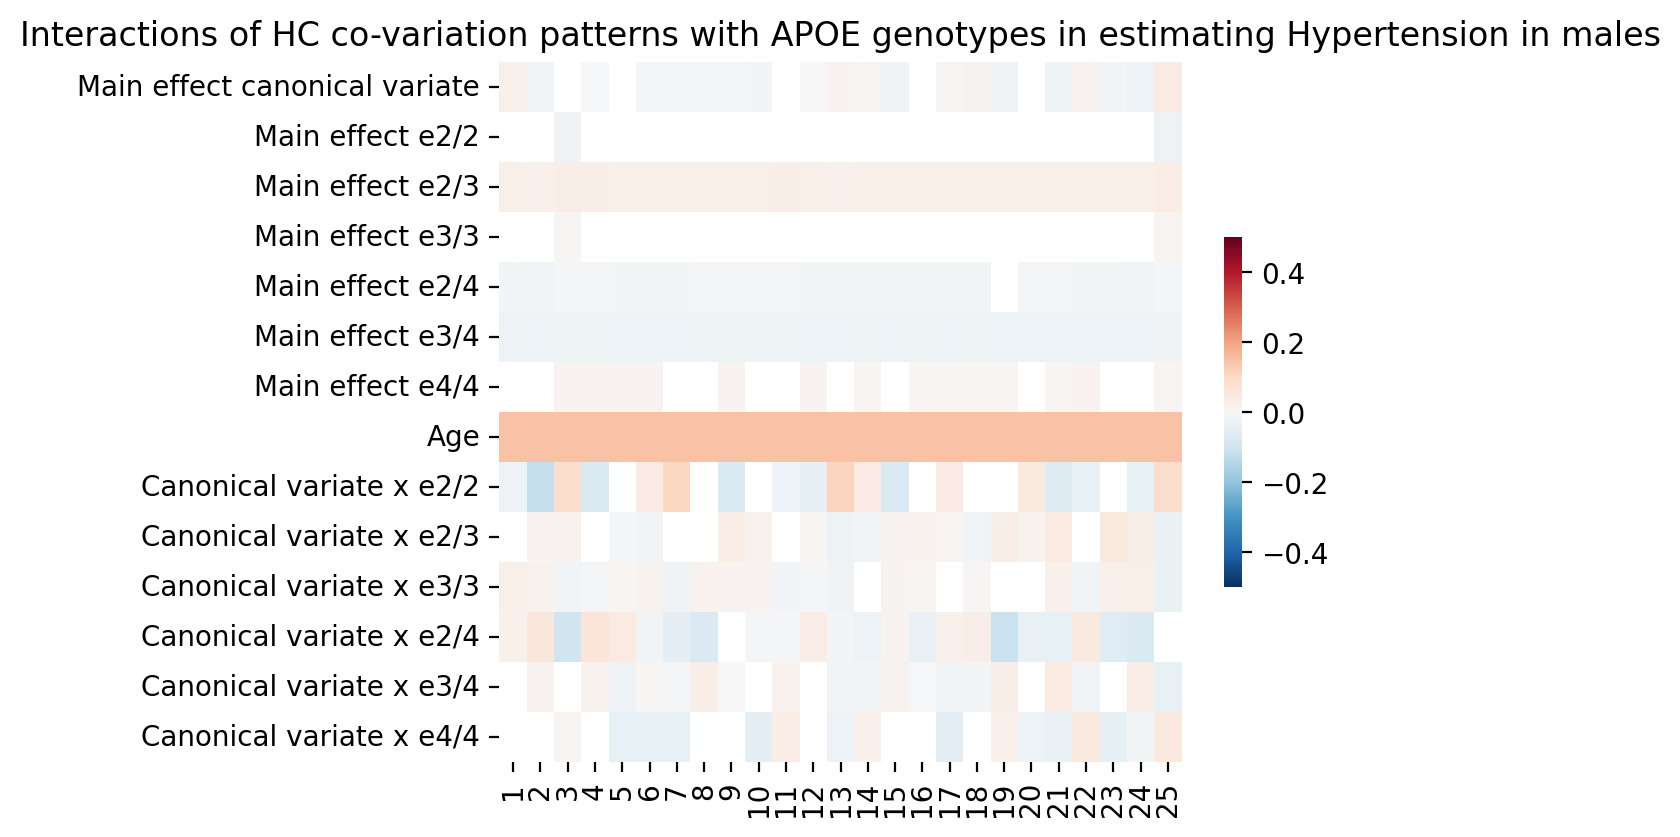 Interactions of HC co-variation patterns with APOE genotypes in estimating Hypertension in males
Main effect canonical variate
Main effect e2/2
Main effect e2/3
Main effect e3/3
Main effect e2/4
Main effect e3/4
Main effect e4/4
Age
Canonical variate x e2/2
Canonical variate x e2/3
Canonical variate x e3/3
Canonical variate x e2/4
Canonical variate x e3/4
Canonical variate x e4/4
1 2 3 4 5 6 7 8 9 10 11 12 13 14 15 16 17 18 19 20 21 22 23 24 25
0.4
0.2
0.0
−0.2
−0.4